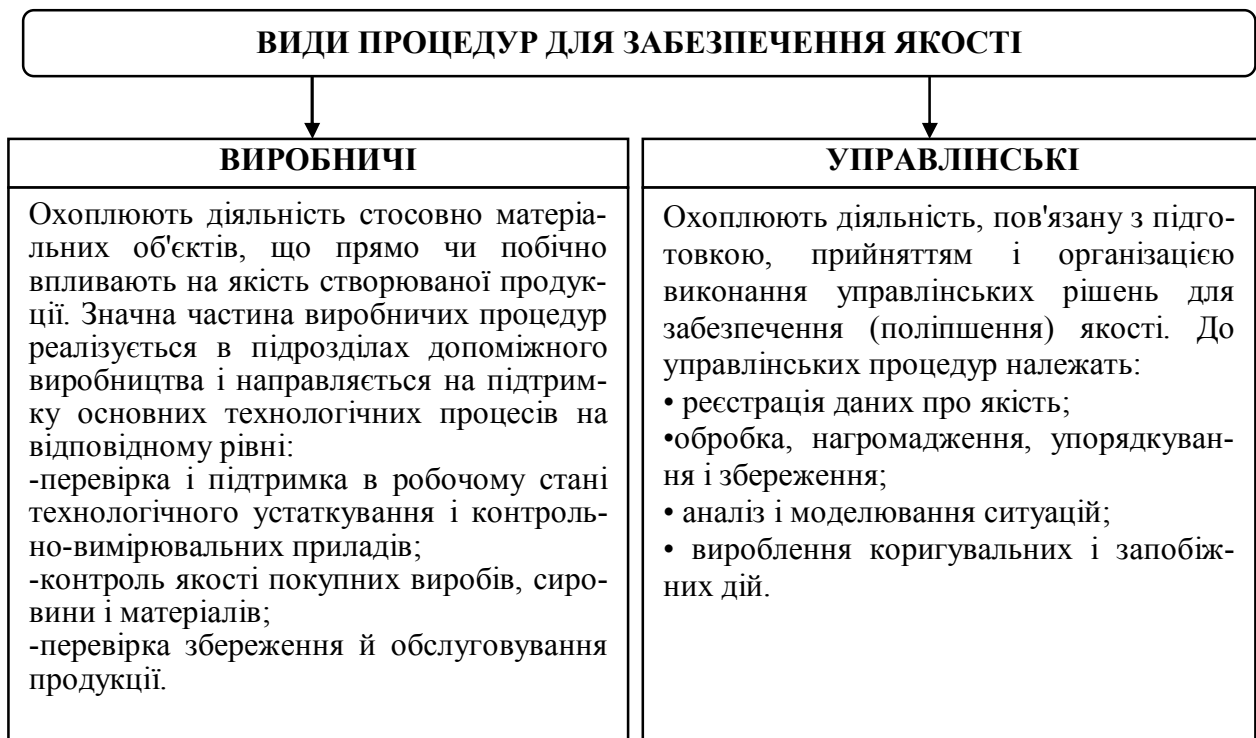 ВИДИ ПРОЦЕДУР ДЛЯ ЗАБЕЗПЕЧЕННЯ ЯКОСТІ
ВИРОБНИЧІ
Охоплюють діяльність стосовно матеріа-
льних об'єктів, що прямо чи побічно
впливають на якість створюваної продук-
ції. Значна частина виробничих процедур
реалізується в підрозділах допоміжного
виробництва і направляється на підтрим-
ку основних технологічних процесів на
відповідному рівні:
-перевірка і підтримка в робочому стані
технологічного устаткування і контроль-
но-вимірювальних приладів;
-контроль якості покупних виробів, сиро-
вини і матеріалів;
-перевірка збереження й обслуговування
продукції.
УПРАВЛІНСЬКІ
Охоплюють діяльність, пов'язану з підго-
товкою, прийняттям і організацією
виконання управлінських рішень для
забезпечення (поліпшення) якості. До
управлінських процедур належать:
• реєстрація даних про якість;
•обробка, нагромадження, упорядкуван-
ня і збереження;
• аналіз і моделювання ситуацій;
• вироблення коригувальних і запобіж-
них дій.